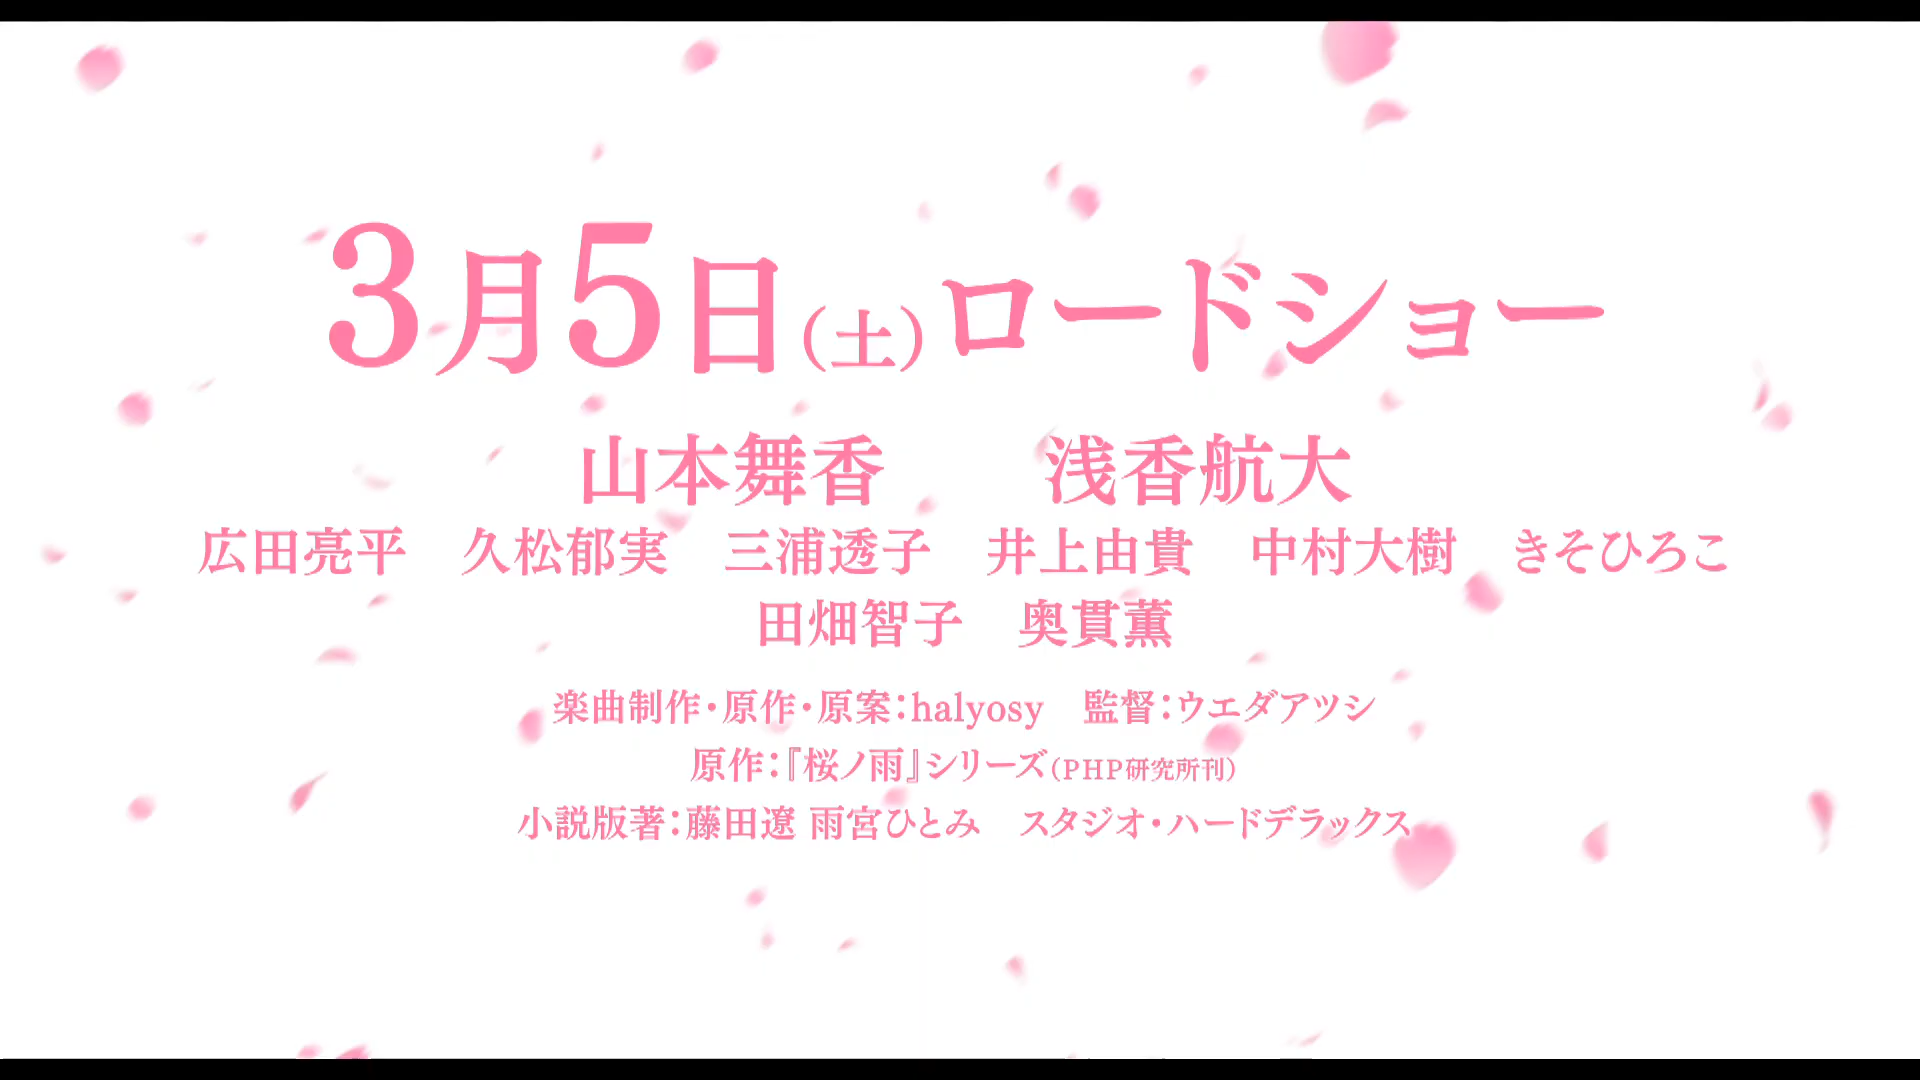 3月5日(土)ロードショー
山本舞香　浅香航大
広田亮平　久松郁実　三浦透子　井上由貴　中村大樹　きそひろこ
田畑智子　奥貫薫
楽曲制作・原作・原案：halyosy　監督：ウエダアツシ
原作：『桜ノ雨』シリーズ（PHP研究所刊）
小説版著：藤田遼 雨宮ひとみ　スタジオ・ハードデラックス